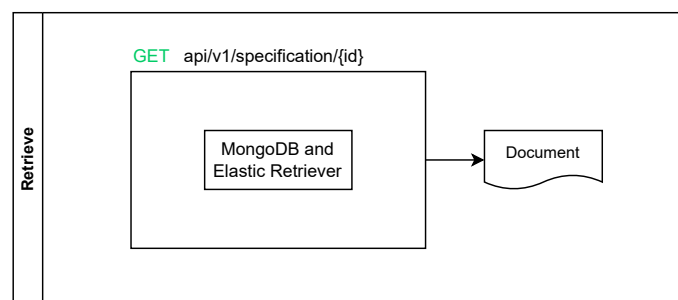 GET api/v1/specification/{id}
Retrieve
MongoDB and
Elastic Retriever
Document